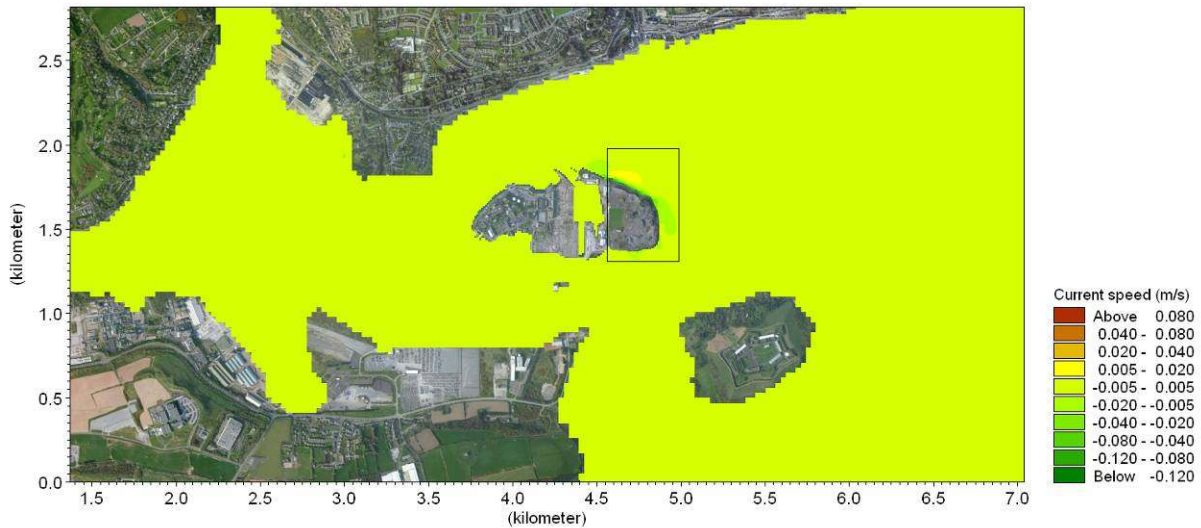 2.5
2.0
1.5
1.0
0.5
0.0
(kilometer)
1.5 2.0 2.5 3.0 3.5 4.0 4.5 5.0 5.5 6.0 6.5 7.0
(kilometer)
Current speed (m/s)
Above 0.080
0.040 - 0.080
0.020 - 0.040
0.005 - 0.020
-0.005 - 0.005
-0.020 - -0.005
-0.040 - -0.020
-0.080 - -0.040
-0.120 - -0.080
Below -0.120